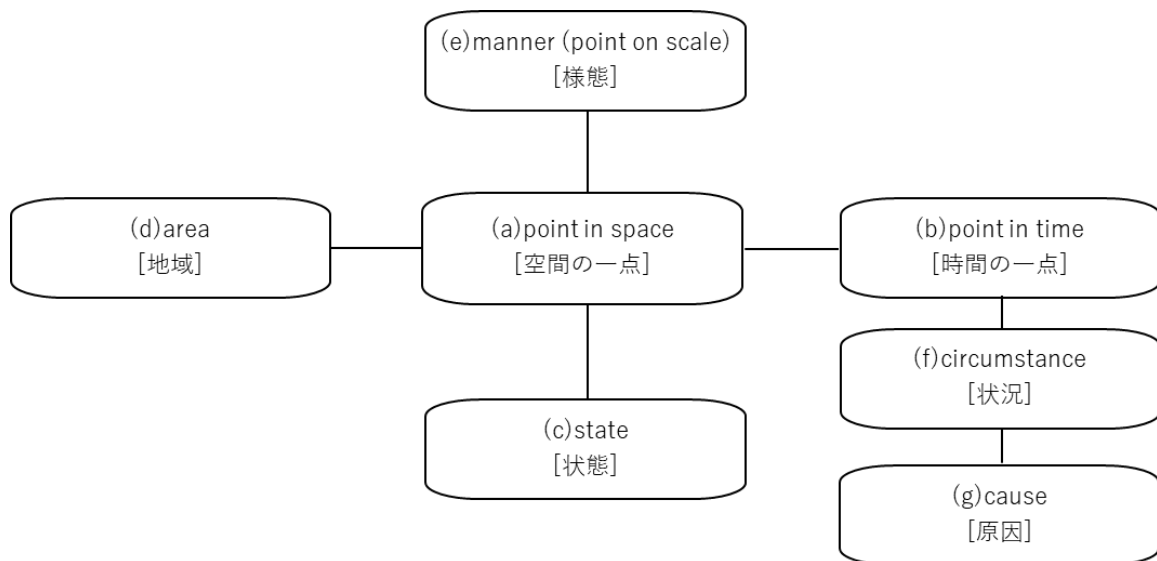 (e)manner (point on scale)
[様態]
(d)area
[地域]
(a)point in space
[空間の一点]
(b)point in time
[時間の一点]
(f)circumstance
[状況]
(c)state
[状態]
(g)cause
[原因]